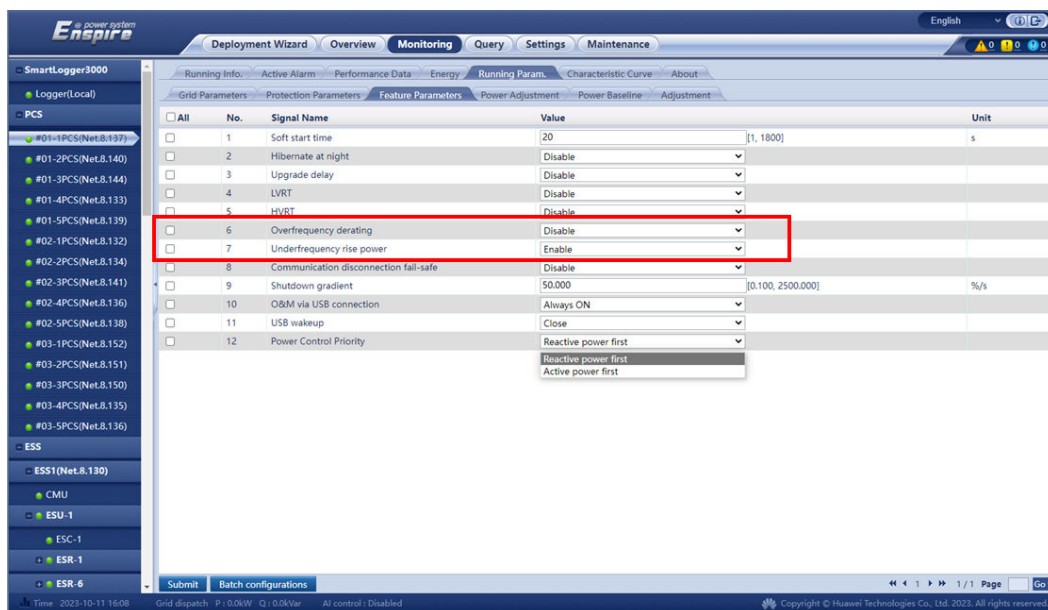 e power system
Enspire
English
Deployment Wizard Overview Monitoring Query Settings Maintenance
0 0 0
SmartLogger3000
Logger(Local)
PCS
#01-1PCS(Net.8.137)
#01-2PCS(Net.8.140)
#01-3PCS(Net.8.144)
#01-4PCS(Net.8.133)
#01-5PCS(Net.8.139)
#02-1PCS(Net.8.132)
#02-2PCS(Net.8.134)
#02-3PCS(Net.8.141)
#02-4PCS(Net.8.136)
#02-5PCS(Net.8.138)
#03-1PCS(Net.8.152)
#03-2PCS(Net.8.151)
#03-3PCS(Net.8.150)
#03-4PCS(Net.8.135)
#03-5PCS(Net.8.136)
ESS
ESS1(Net.8.130)
CMU
ESU-1
ESC-1
ESR-1
ESR-6
Running Info. Active Alarm Performance Data Energy Running Param. Characteristic Curve About
Grid Parameters Protection Parameters Feature Parameters Power Adjustment Power Baseline Adjustment
All No. Signal Name Value Unit
1 Soft start time 20 [1, 1800] s
2 Hibernate at night Disable
3 Upgrade delay Disable
4 LVRT Disable
5 HVRT Disable
6 Overfrequency derating Disable
7 Underfrequency rise power Enable
8 Communication disconnection fail-safe Disable
9 Shutdown gradient 50.000 [0.100, 2500.000] %/s
10 O&M via USB connection Always ON
11 USB wakeup Close
12 Power Control Priority Reactive power first
Reactive power first
Active power first
Submit Batch configurations 1 1/1 Page Go
Time 2023-10-11 16:08 Grid dispatch P : 0.0kW Q : 0.0kVar AI control : Disabled Copyright © Huawei Technologies Co., Ltd. 2023. All rights reserved.